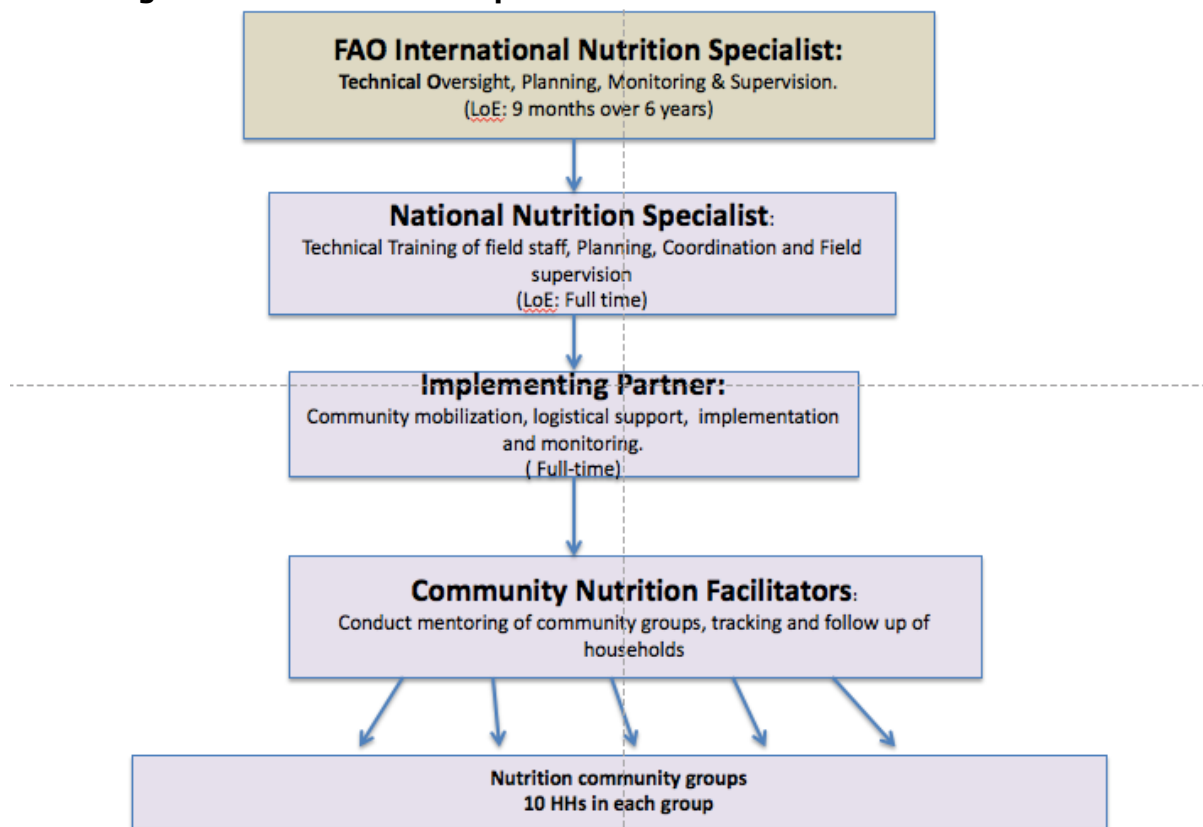 FAO International Nutrition Specialist:
Technical Oversight, Planning, Monitoring & Supervision.
(LoE: 9 months over 6 years)
National Nutrition Specialist:
Technical Training of field staff, Planning, Coordination and Field
supervision
(LoE: Full time)
Implementing Partner:
Community mobilization, logistical support, implementation
and monitoring.
( Full-time)
Community Nutrition Facilitators:
Conduct mentoring of community groups, tracking and follow up of
households
Nutrition community groups
10 HHs in each group